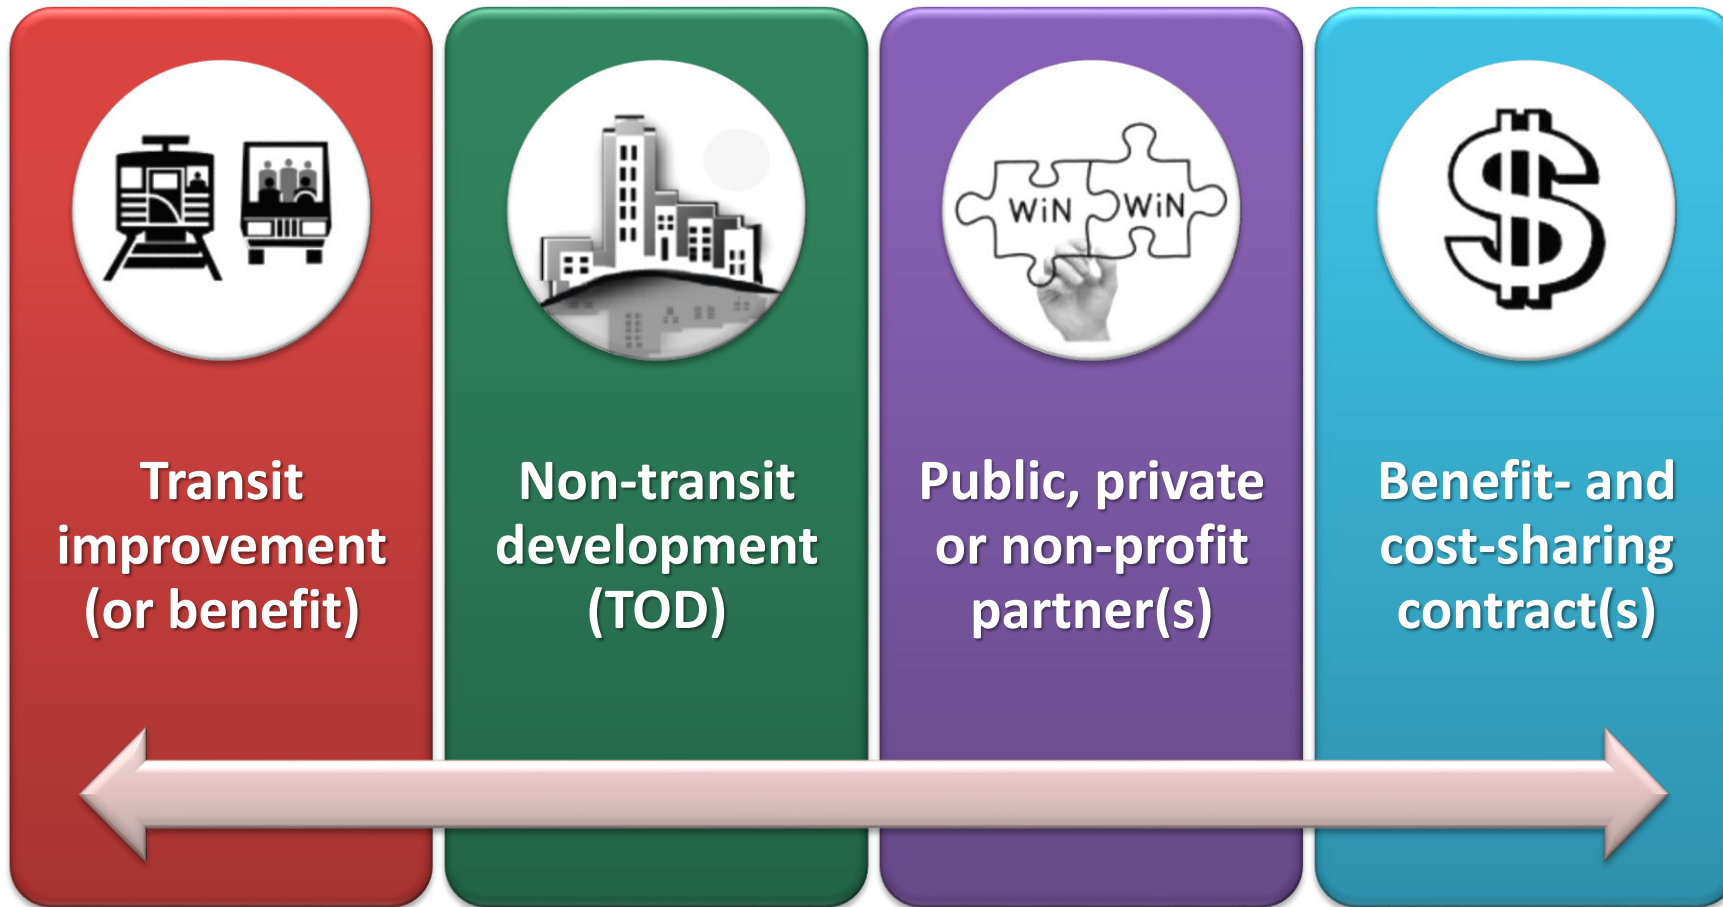 WiN WiN
Transit
improvement
(or benefit)
Non-transit
development
(TOD)
Public, private
or non-profit
partner(s)
Benefit- and
cost-sharing
contract(s)